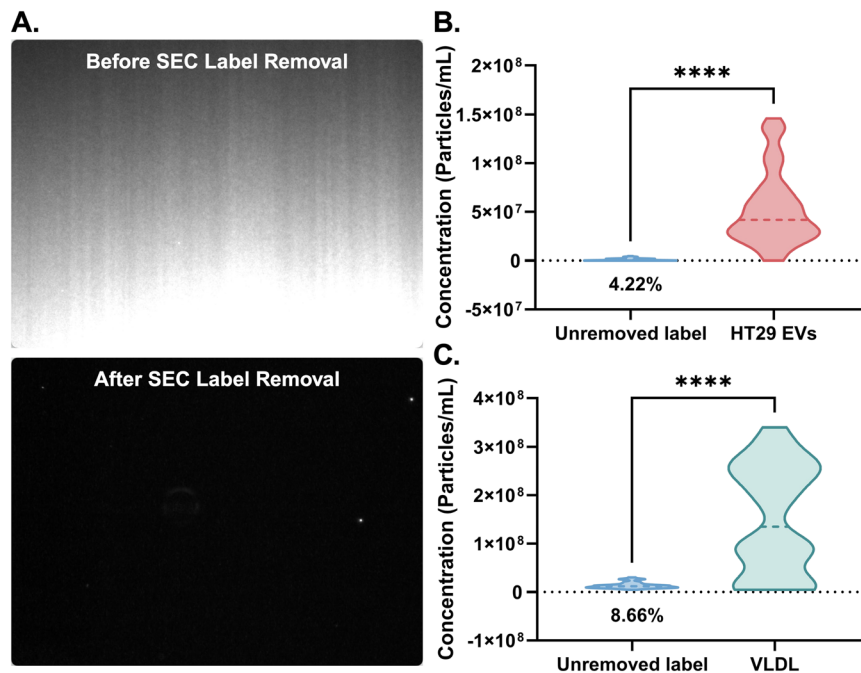 A.
Before SEC Label Removal
After SEC Label Removal
B.
Concentration (Particles/mL)
2×10⁸
1.5×10⁸
1×10⁸
5×10⁷
0
-5×10⁷
****
4.22%
Unremoved label
HT29 EVs
C.
Concentration (Particles/mL)
4×10⁸
3×10⁸
2×10⁸
1×10⁸
0
-1×10⁸
****
8.66%
Unremoved label
VLDL